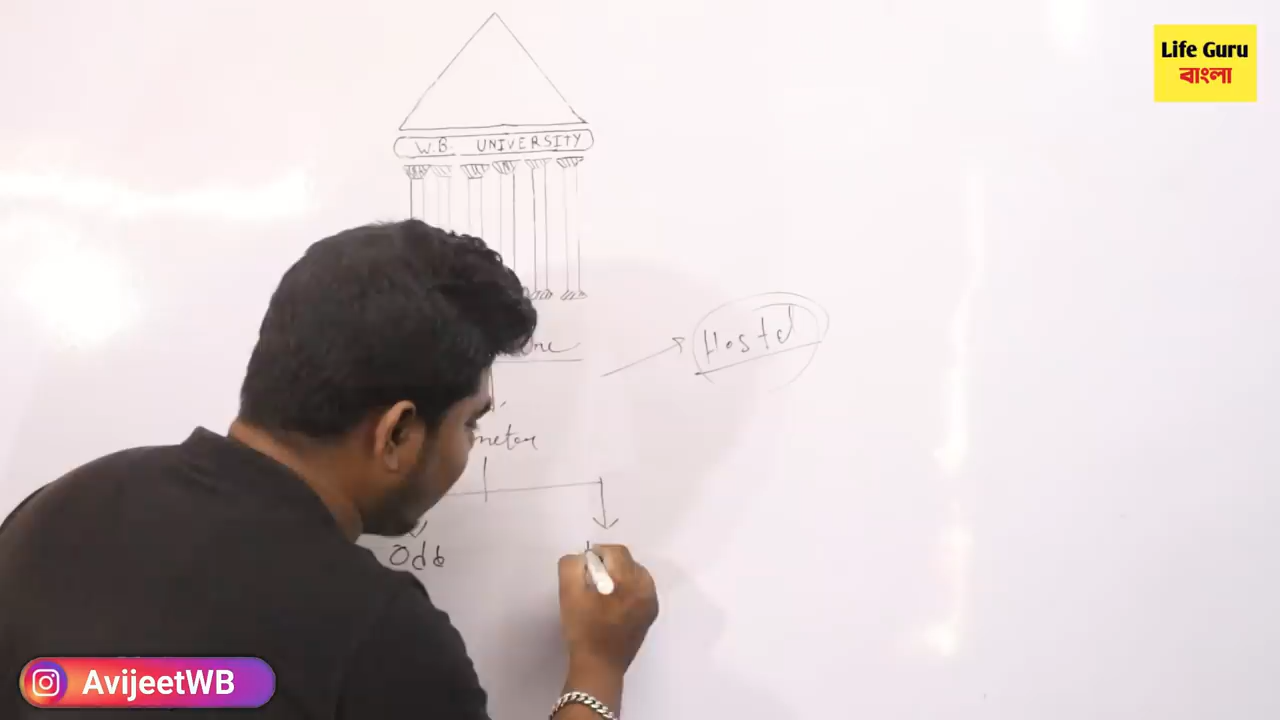 Life Guru
বাংলা
W.B. UNIVERSITY
Hostel
Odd
AvijeetWB